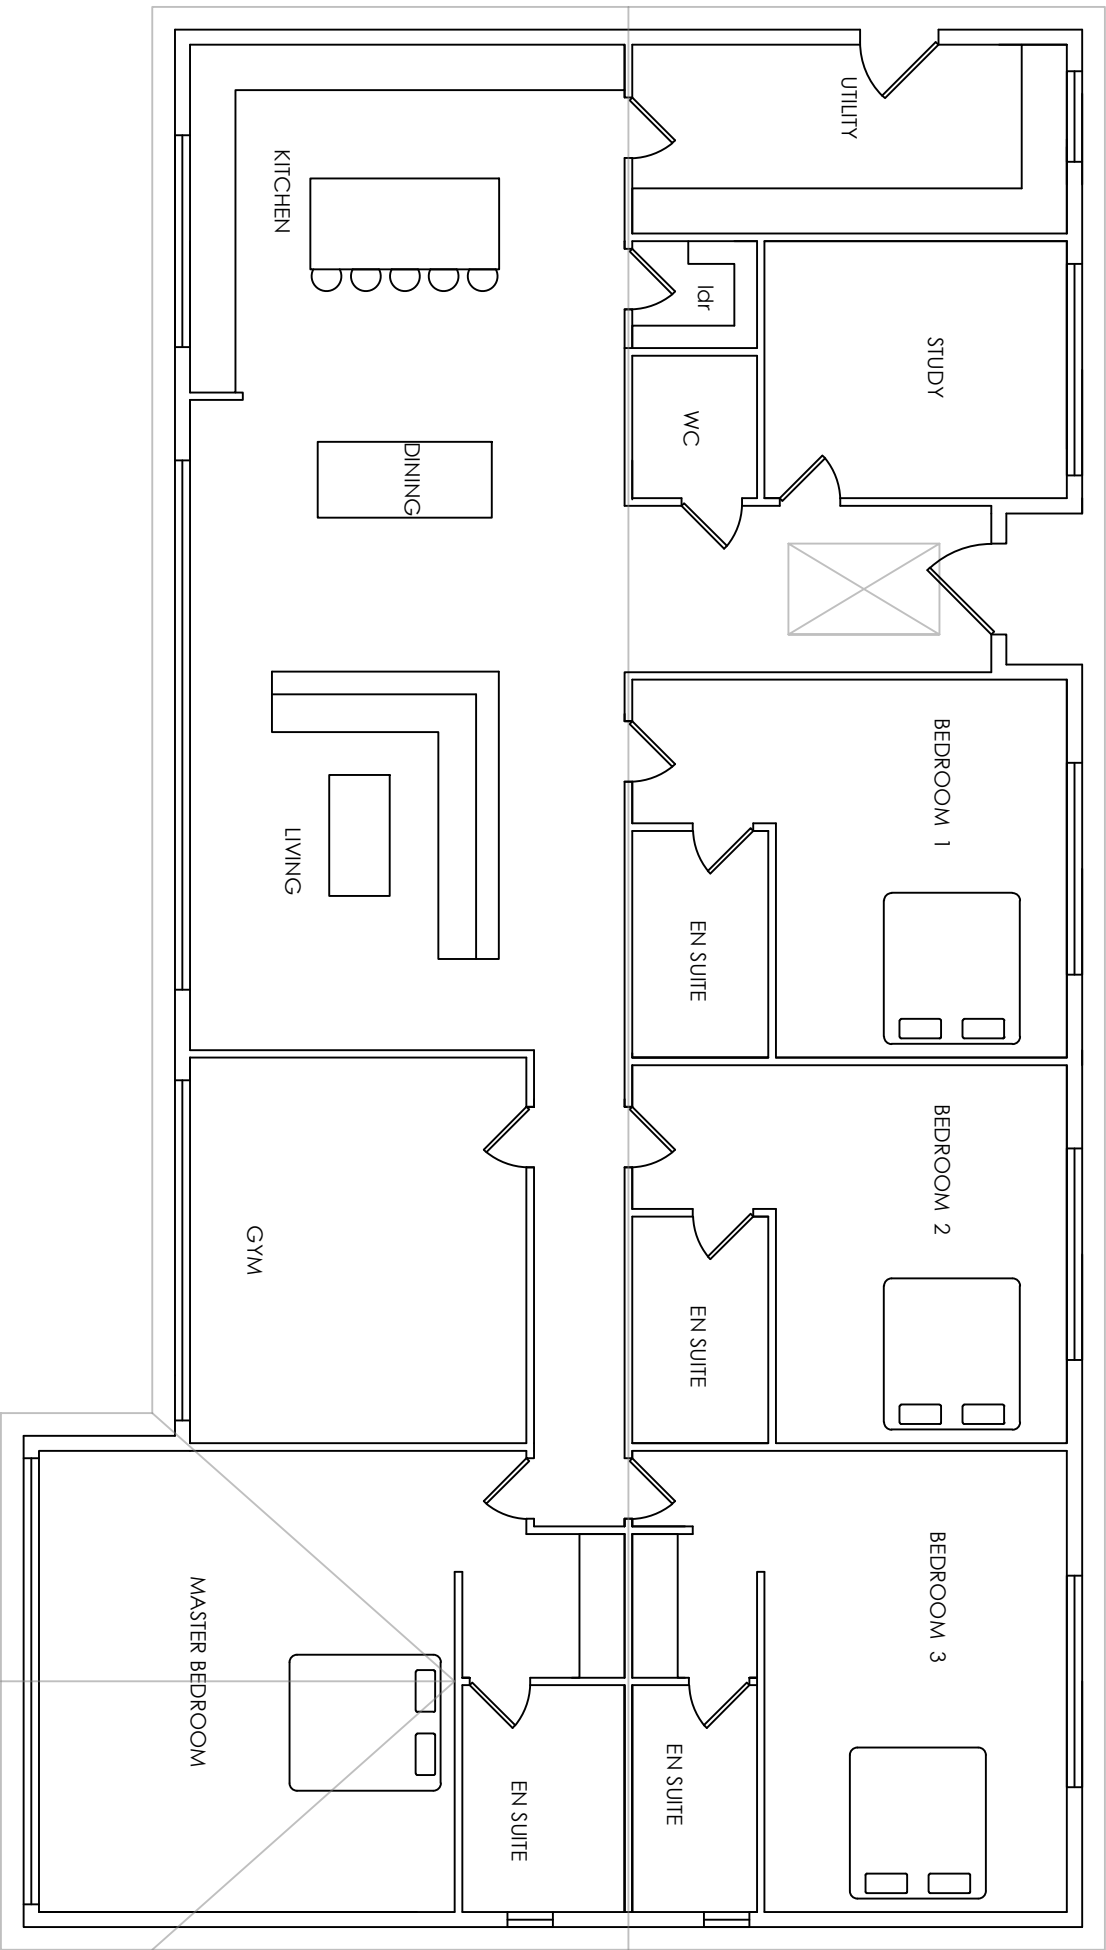 UTILITY
KITCHEN
ldr
STUDY
WC
DINING
BEDROOM 1
LIVING
EN SUITE
BEDROOM 2
GYM
EN SUITE
BEDROOM 3
MASTER BEDROOM
EN SUITE
EN SUITE